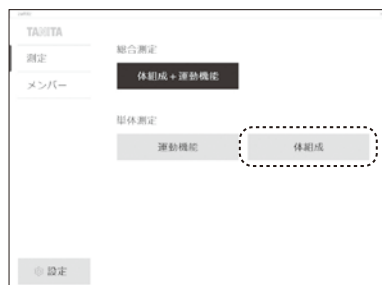 TANITA
測定
メンバー
総合測定
体組成+運動機能
単体測定
運動機能
体組成
設定